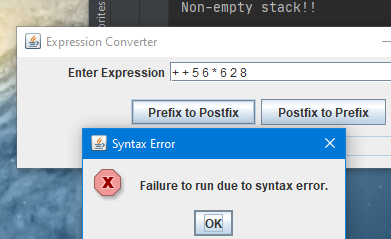 Non-empty stack!!
Expression Converter
Enter Expression + + 5 6 * 6 2 8
Prefix to Postfix Postfix to Prefix
Syntax Error
Failure to run due to syntax error.
OK